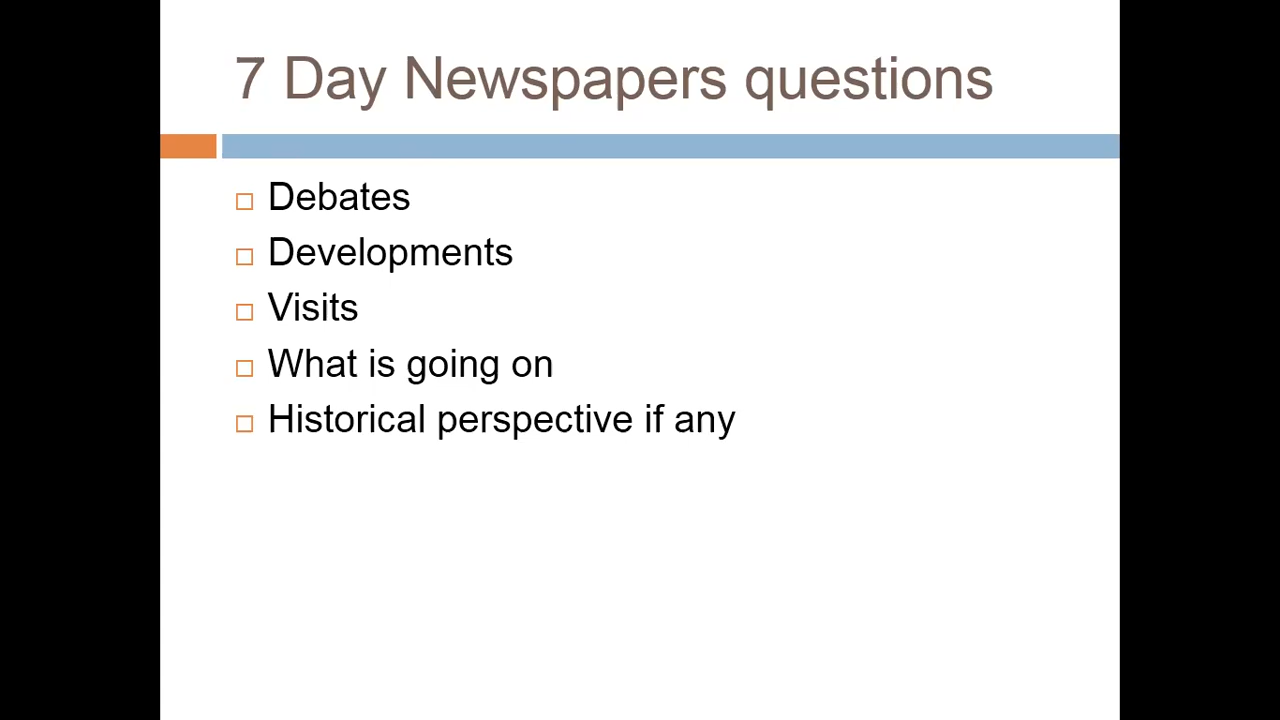 7 Day Newspapers questions
Debates
Developments
Visits
What is going on
Historical perspective if any